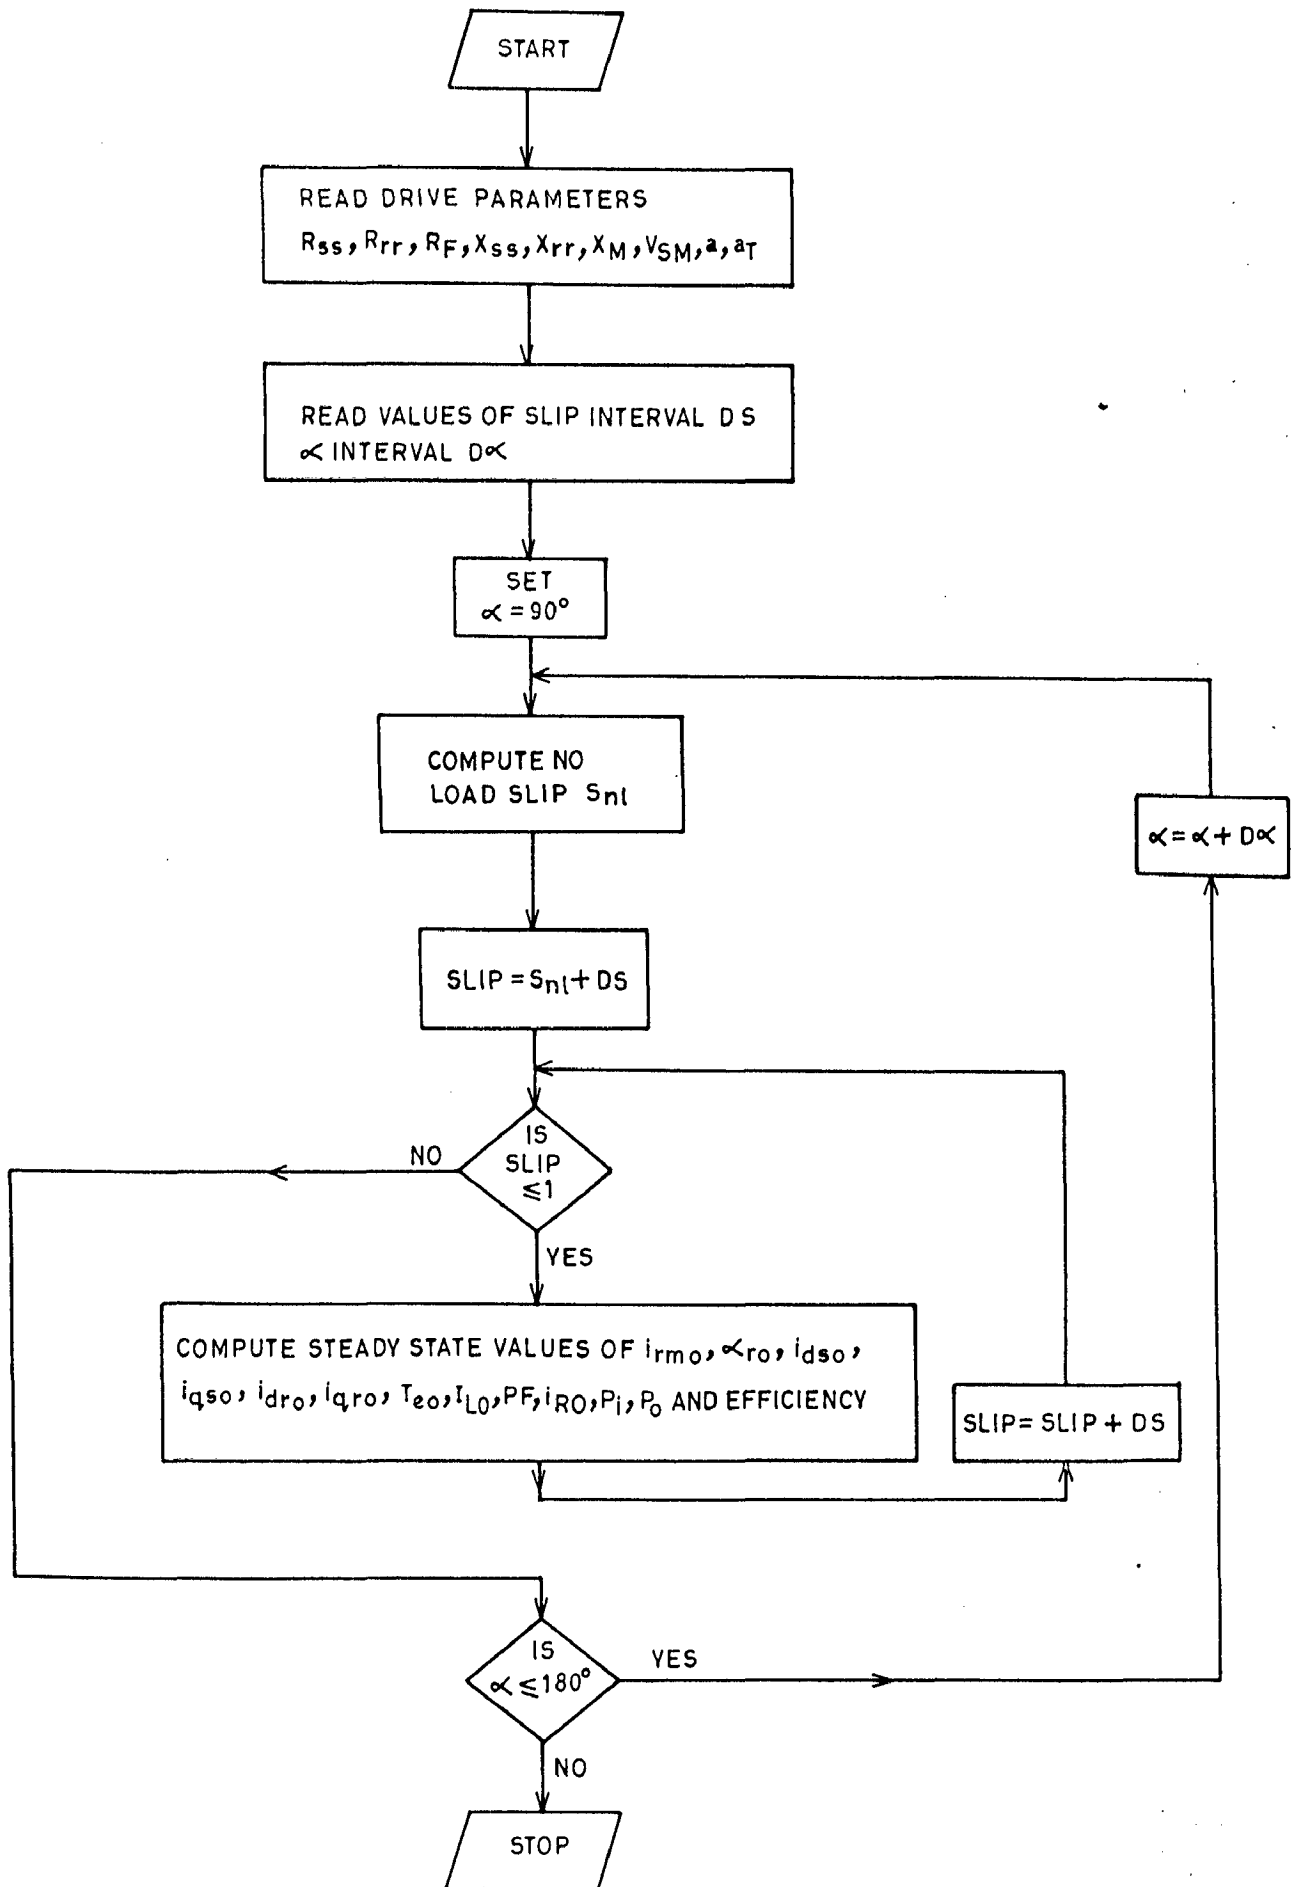 START
READ DRIVE PARAMETERS
Rss, Rrr, RF, Xss, Xrr, XM, VSM, a, aT
READ VALUES OF SLIP INTERVAL DS
∝ INTERVAL D∝
SET
∝ = 90°
COMPUTE NO
LOAD SLIP Snl
∝ = ∝ + D∝
SLIP = Snl + DS
IS
SLIP
≤ 1
NO
YES
COMPUTE STEADY STATE VALUES OF irmo, ∝ro, idso,
iqso, idro, iqro, Teo, ILO, PF, iRO, Pi, Po AND EFFICIENCY
SLIP = SLIP + DS
IS
∝ ≤ 180°
YES
NO
STOP